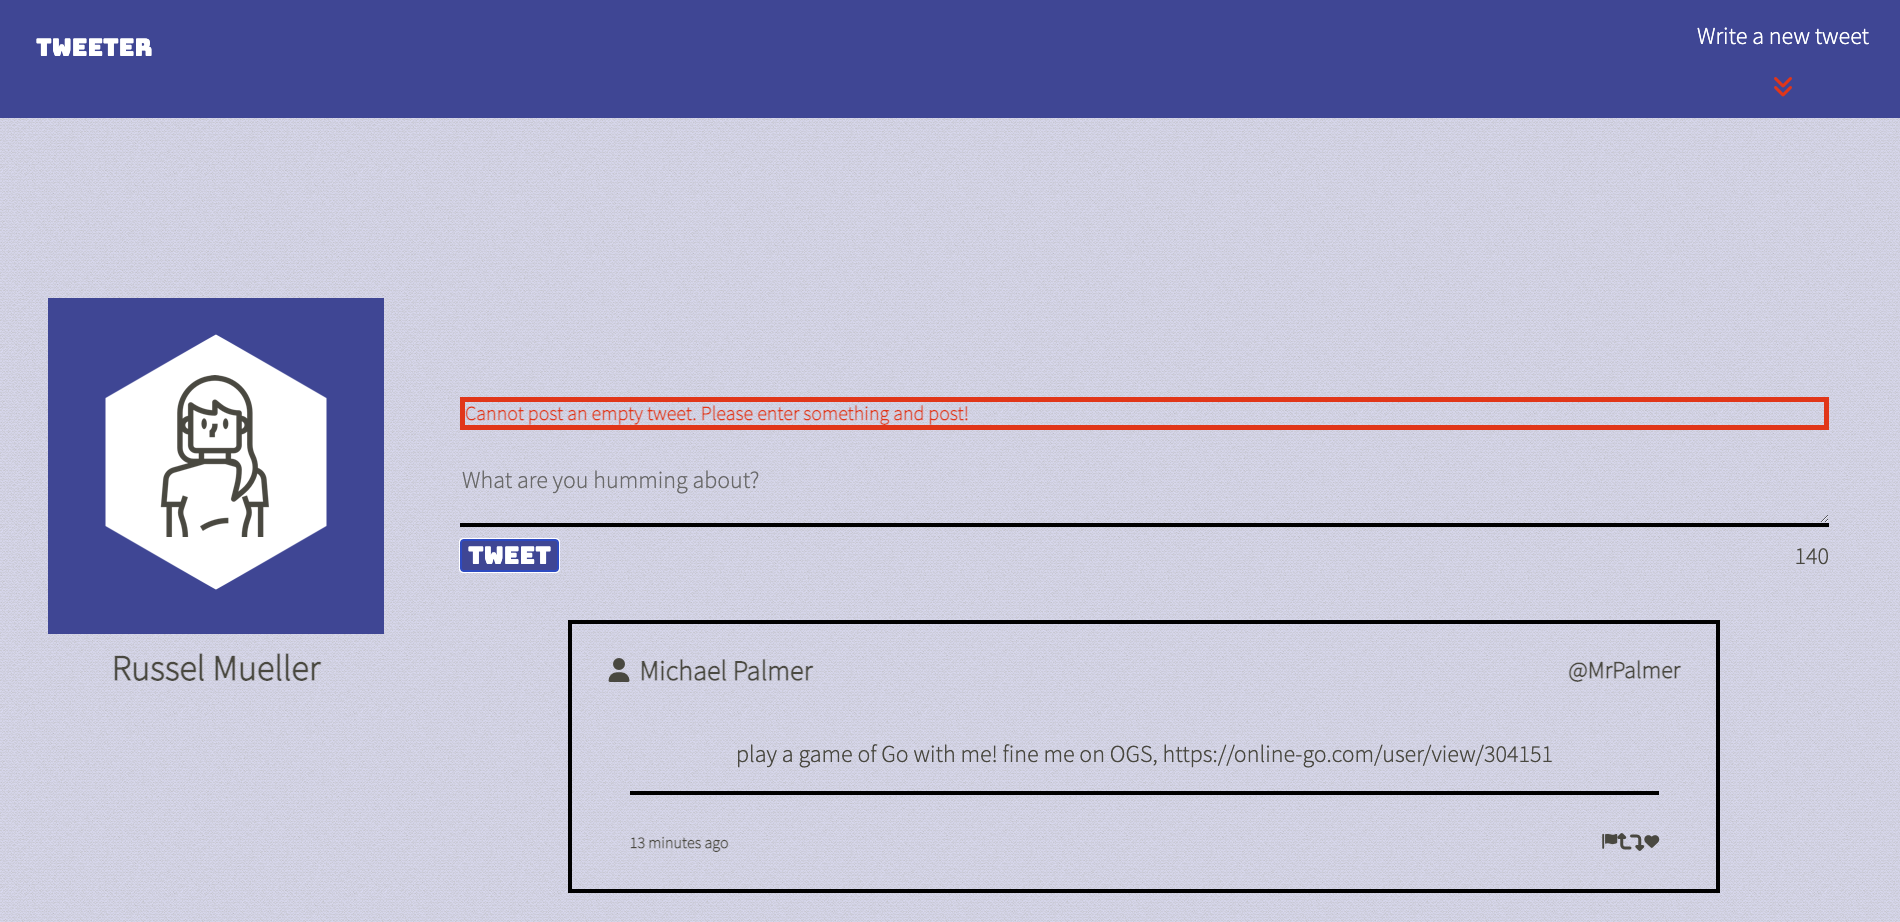 TWEETER
Write a new tweet
Russel Mueller
Cannot post an empty tweet. Please enter something and post!
What are you humming about?
TWEET
140
Michael Palmer
@MrPalmer
play a game of Go with me! fine me on OGS, https://online-go.com/user/view/304151
13 minutes ago